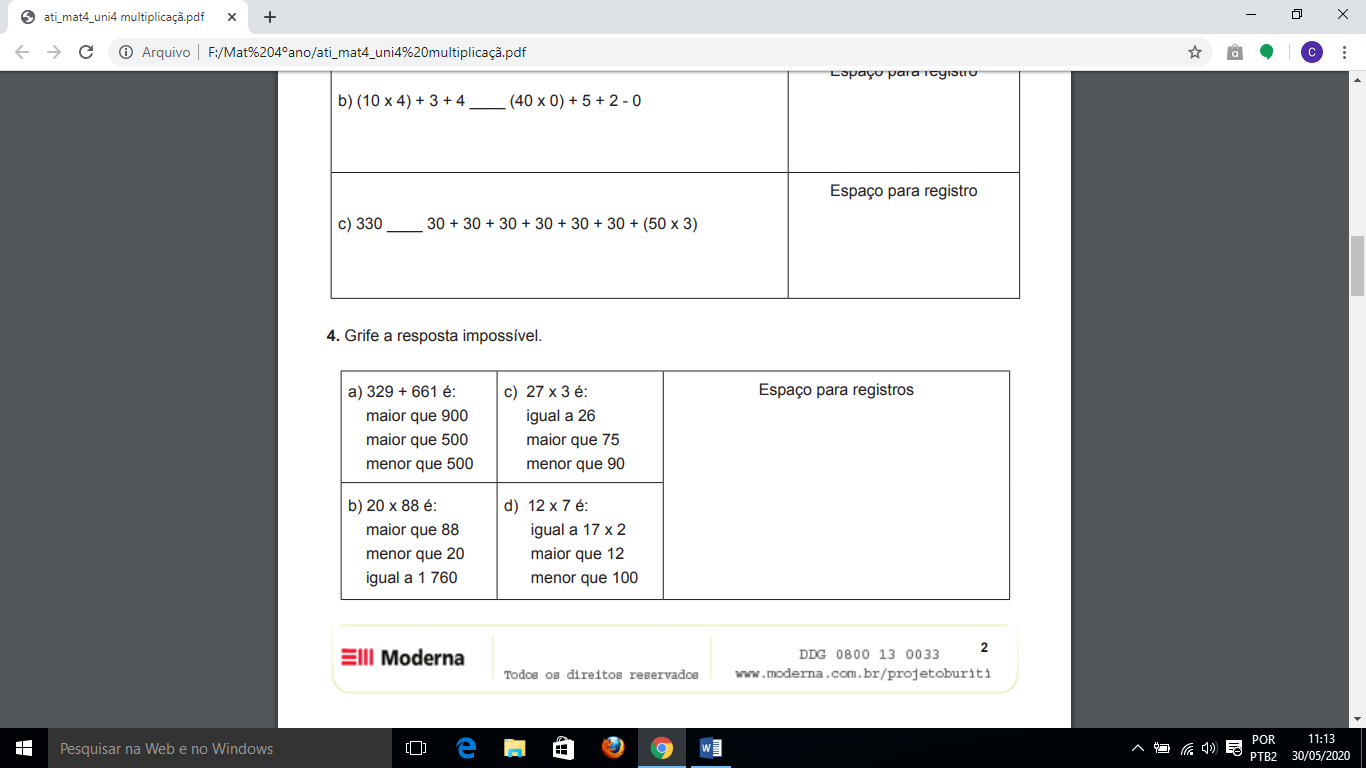 ati_mat4_uni4 multiplicaçã.pdf
Arquivo F:/Mat%204ºano/ati_mat4_uni4%20multiplicaçã.pdf
C
Espaço para registro
b) (10 x 4) + 3 + 4 ____ (40 x 0) + 5 + 2 - 0
Espaço para registro
c) 330 ____ 30 + 30 + 30 + 30 + 30 + 30 + (50 x 3)
4. Grife a resposta impossível.
a) 329 + 661 é:
maior que 900
maior que 500
menor que 500
c) 27 x 3 é:
igual a 26
maior que 75
menor que 90
Espaço para registros
b) 20 x 88 é:
maior que 88
menor que 20
igual a 1 760
d) 12 x 7 é:
igual a 17 x 2
maior que 12
menor que 100
Moderna
Todos os direitos reservados
DDG 0800 13 0033
www.moderna.com.br/projetoburiti
2
Pesquisar na Web e no Windows
POR
PTB2
11:13
30/05/2020